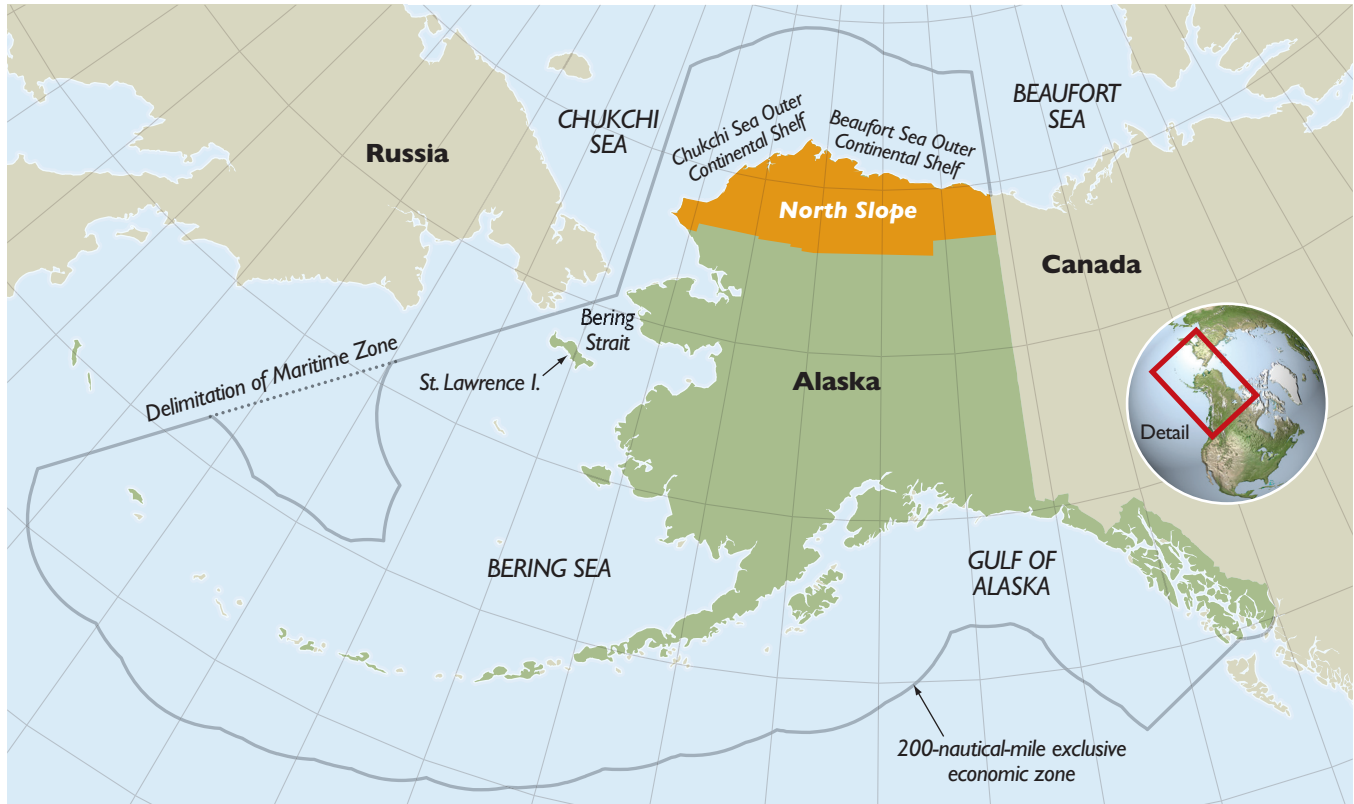 CHUKCHI
SEA
Chukchi Sea Outer
Continental Shelf
Beaufort Sea Outer
Continental Shelf
BEAUFORT
SEA
Russia
North Slope
Canada
Bering
Strait
St. Lawrence I.
Delimitation of Maritime Zone
Alaska
Detail
BERING SEA
GULF OF
ALASKA
200-nautical-mile exclusive
economic zone